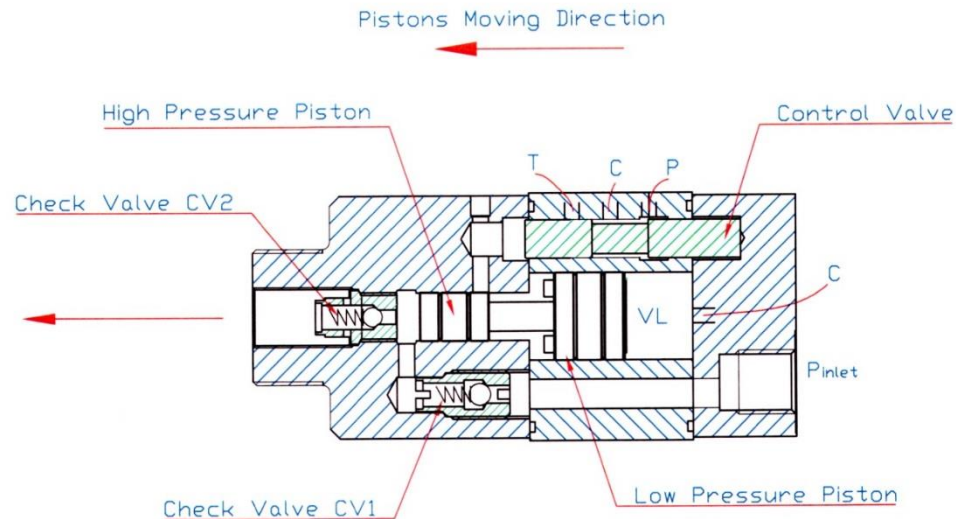 Pistons Moving Direction
High Pressure Piston
Control Valve
T
C
P
Check Valve CV2
C
VL
Pinlet
Low Pressure Piston
Check Valve CV1